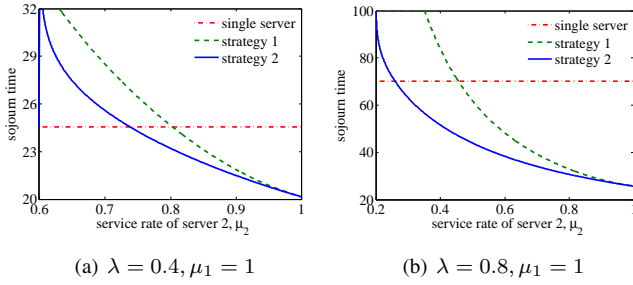 32
28
24
20
0.6 0.7 0.8 0.9 1
sojourn time
service rate of server 2, μ2
single server
strategy 1
strategy 2
(a) λ = 0.4, μ1 = 1
100
80
60
40
20
0.2 0.4 0.6 0.8 1
sojourn time
service rate of server 2, μ2
single server
strategy 1
strategy 2
(b) λ = 0.8, μ1 = 1